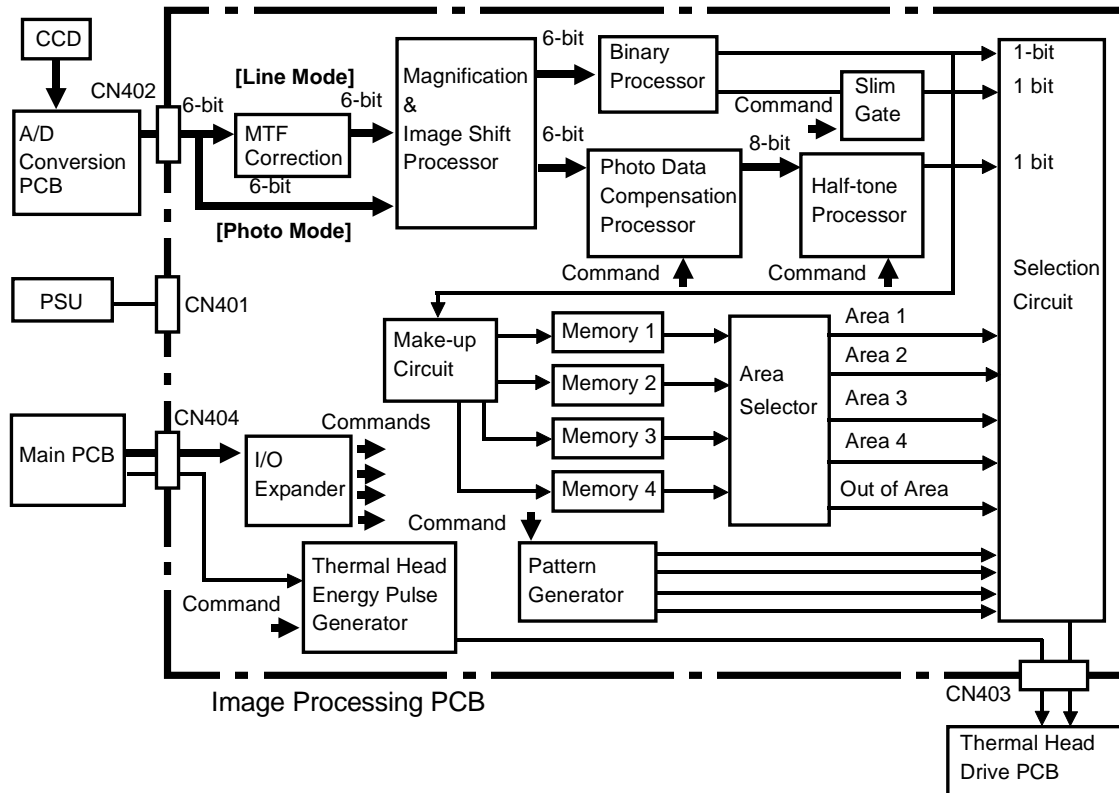 CCD
CN402
6-bit
A/D
Conversion
PCB
[Line Mode]
MTF
Correction
6-bit
6-bit
[Photo Mode]
Magnification
&
Image Shift
Processor
6-bit
Binary
Processor
6-bit
Photo Data
Compensation
Processor
Command
8-bit
Command
Slim
Gate
Half-tone
Processor
Command
1-bit
1 bit
1 bit
Selection
Circuit
PSU
CN401
Make-up
Circuit
Memory 1
Memory 2
Memory 3
Memory 4
Area
Selector
Area 1
Area 2
Area 3
Area 4
Out of Area
Main PCB
CN404
I/O
Expander
Commands
Command
Pattern
Generator
Thermal Head
Energy Pulse
Generator
Command
Image Processing PCB
CN403
Thermal Head
Drive PCB